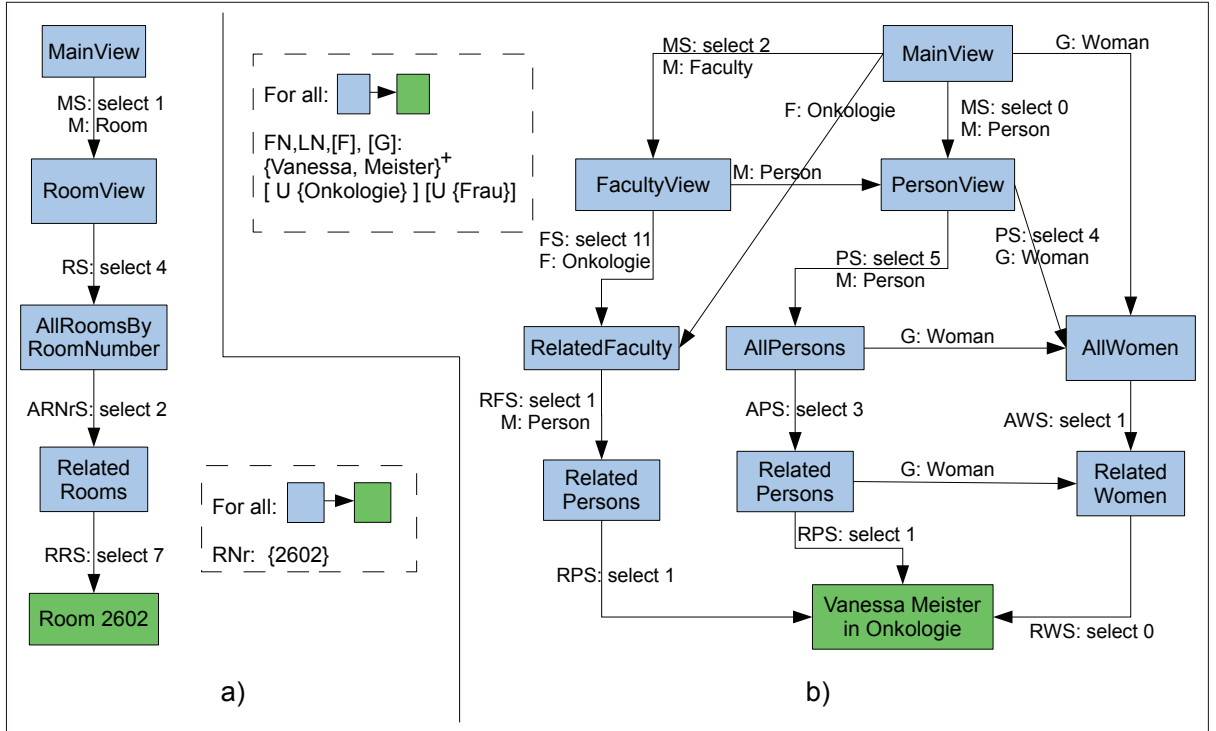 MainView
MS: select 1
M: Room
RoomView
RS: select 4
AllRoomsBy
RoomNumber
ARNrS: select 2
Related
Rooms
RRS: select 7
Room 2602
a)
For all:
FN,LN,[F], [G]:
{Vanessa, Meister}+
[ U {Onkologie} ] [U {Frau}]
For all:
RNr: {2602}
MainView
MS: select 2
M: Faculty
G: Woman
F: Onkologie
MS: select 0
M: Person
FacultyView
M: Person
PersonView
FS: select 11
F: Onkologie
PS: select 5
M: Person
PS: select 4
G: Woman
RelatedFaculty
AllPersons
G: Woman
AllWomen
RFS: select 1
M: Person
APS: select 3
AWS: select 1
Related
Persons
Related
Persons
G: Woman
Related
Women
RPS: select 1
RPS: select 1
Vanessa Meister
in Onkologie
RWS: select 0
b)